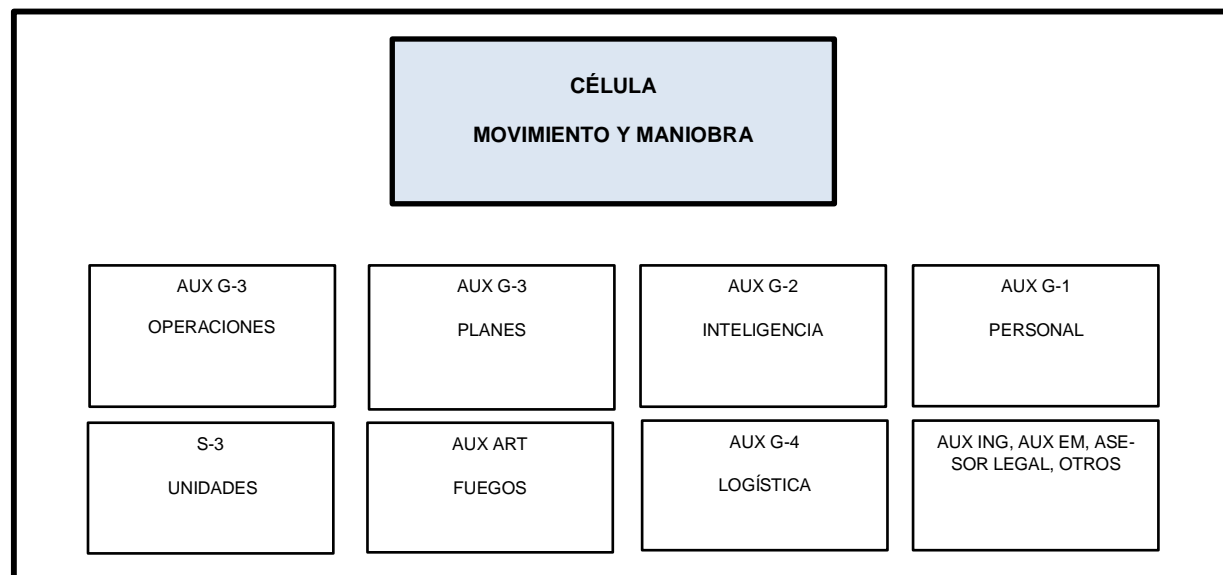 CÉLULA
MOVIMIENTO Y MANIOBRA
AUX G-3
OPERACIONES
AUX G-3
PLANES
AUX G-2
INTELIGENCIA
AUX G-1
PERSONAL
S-3
UNIDADES
AUX ART
FUEGOS
AUX G-4
LOGÍSTICA
AUX ING, AUX EM, ASE-
SOR LEGAL, OTROS